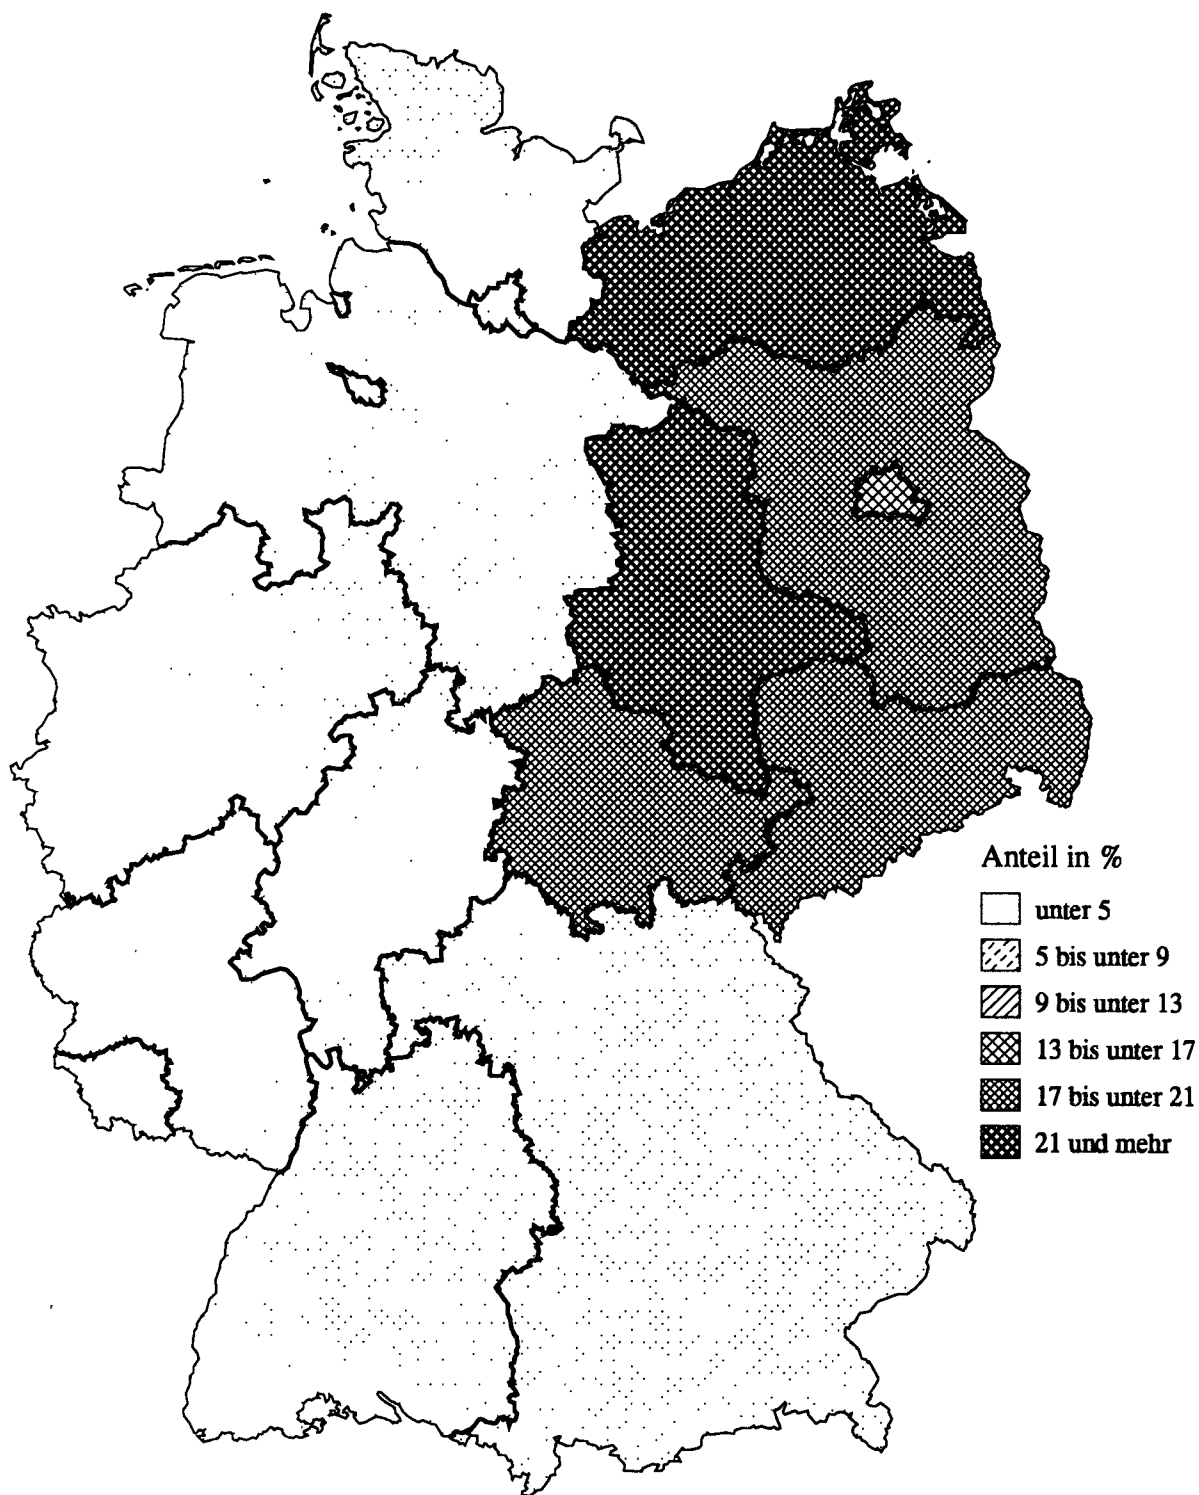 Anteil in %
unter 5
5 bis unter 9
9 bis unter 13
13 bis unter 17
17 bis unter 21
21 und mehr